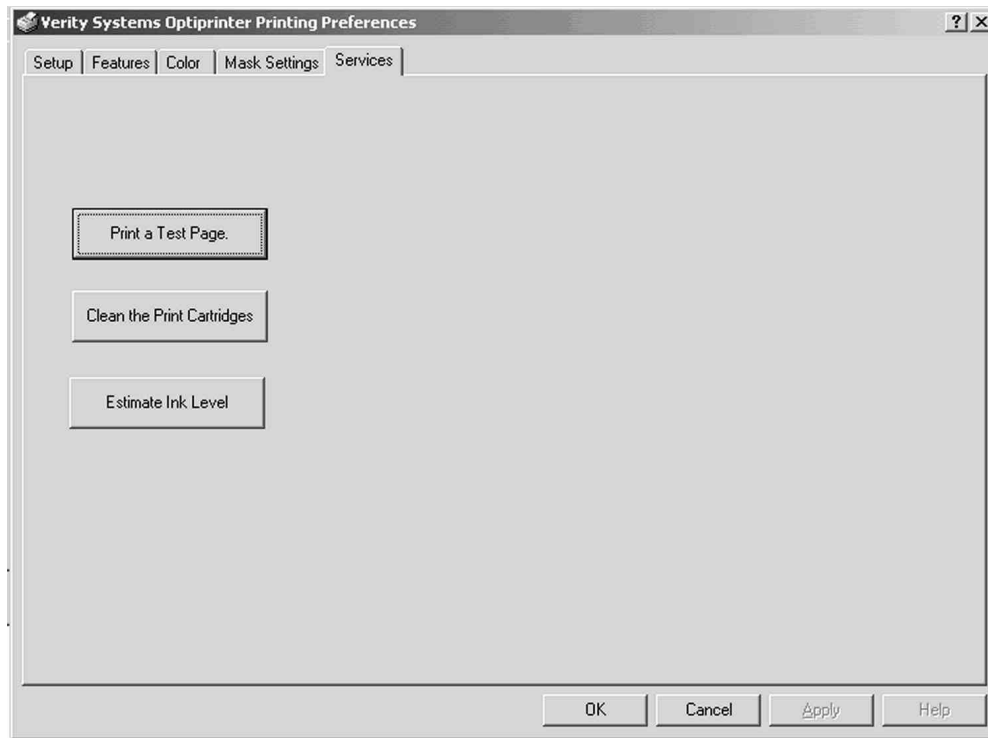 Verity Systems Optiprinter Printing Preferences ? X
Setup Features Color Mask Settings Services
Print a Test Page.
Clean the Print Cartridges
Estimate Ink Level
OK Cancel Apply Help